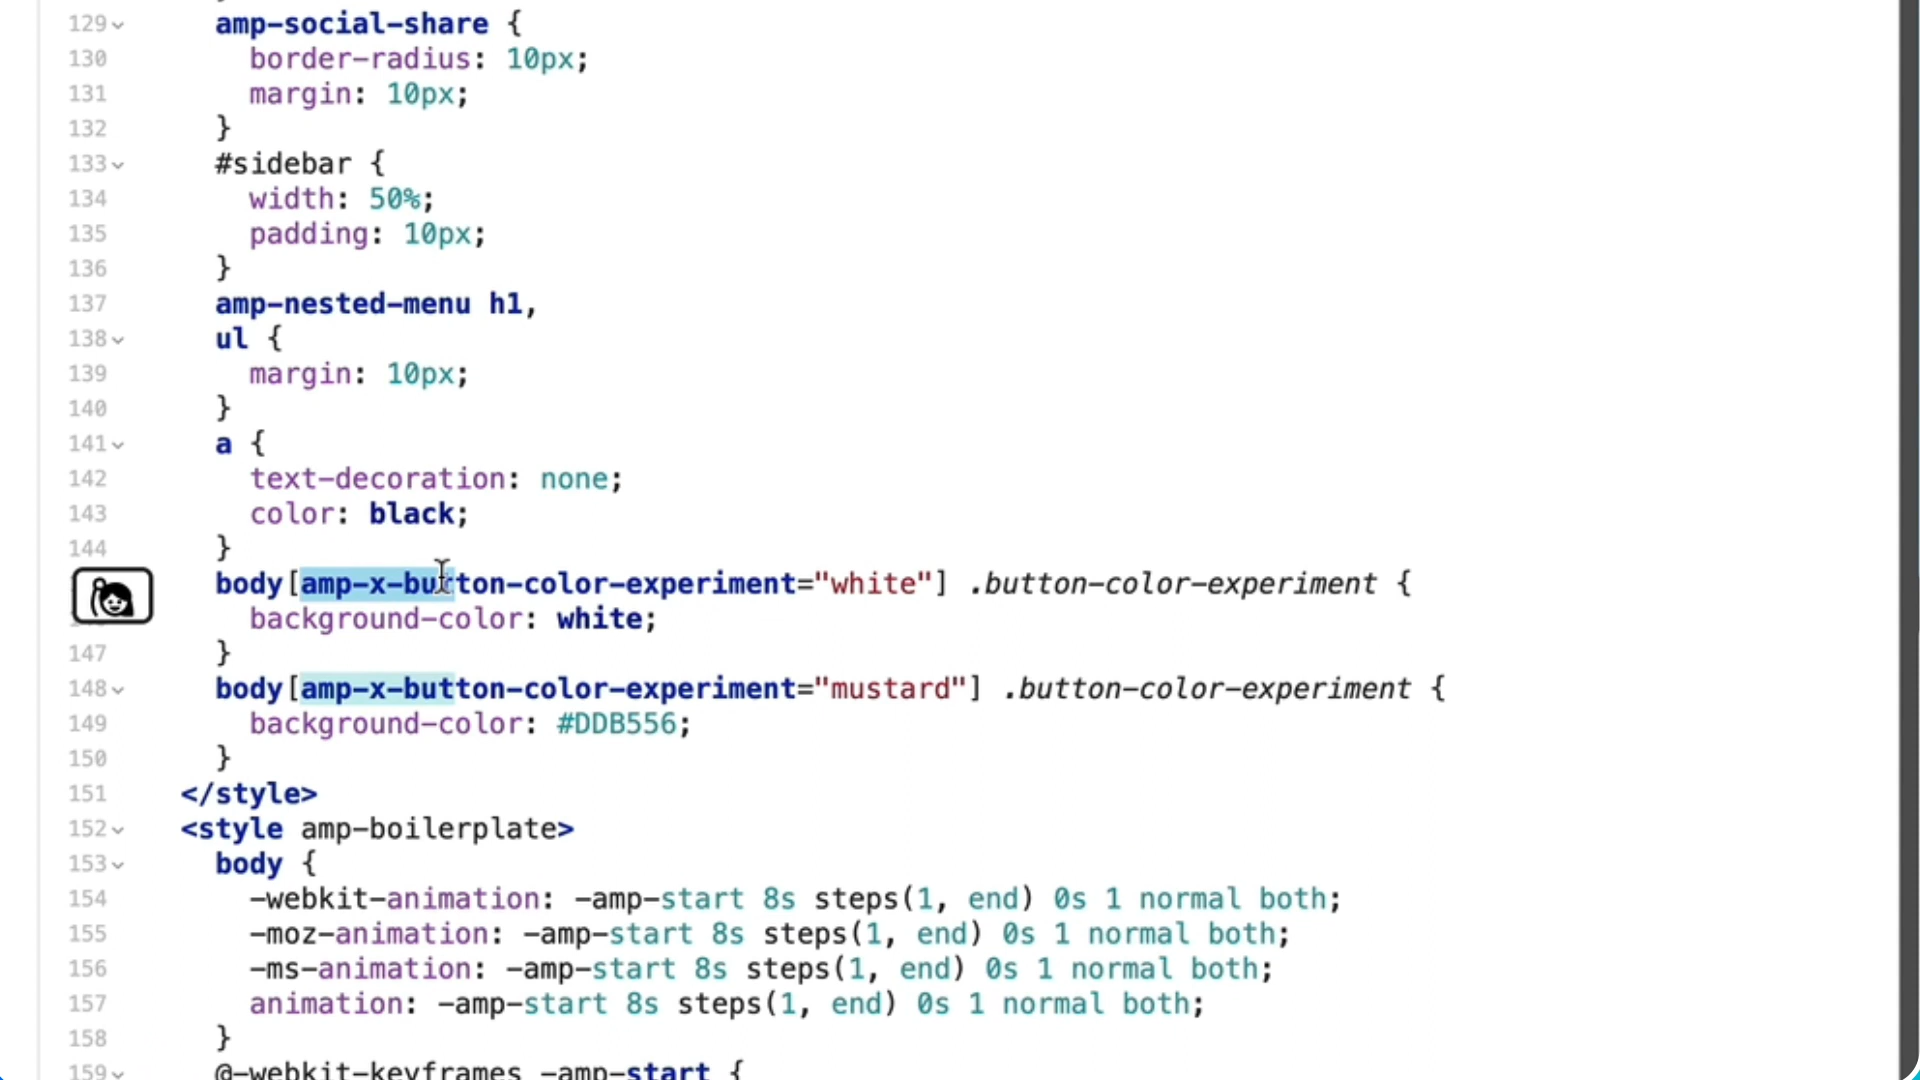 129 amp-social-share {
130 border-radius: 10px;
131 margin: 10px;
132 }
133 #sidebar {
134 width: 50%;
135 padding: 10px;
136 }
137 amp-nested-menu h1,
138 ul {
139 margin: 10px;
140 }
141 a {
142 text-decoration: none;
143 color: black;
144 }
body[amp-x-button-color-experiment="white"] .button-color-experiment {
background-color: white;
147 }
148 body[amp-x-button-color-experiment="mustard"] .button-color-experiment {
149 background-color: #DDB556;
150 }
151 </style>
152 <style amp-boilerplate>
153 body {
154 -webkit-animation: -amp-start 8s steps(1, end) 0s 1 normal both;
155 -moz-animation: -amp-start 8s steps(1, end) 0s 1 normal both;
156 -ms-animation: -amp-start 8s steps(1, end) 0s 1 normal both;
157 animation: -amp-start 8s steps(1, end) 0s 1 normal both;
158 }
159 @-webkit-keyframes -amp-start {